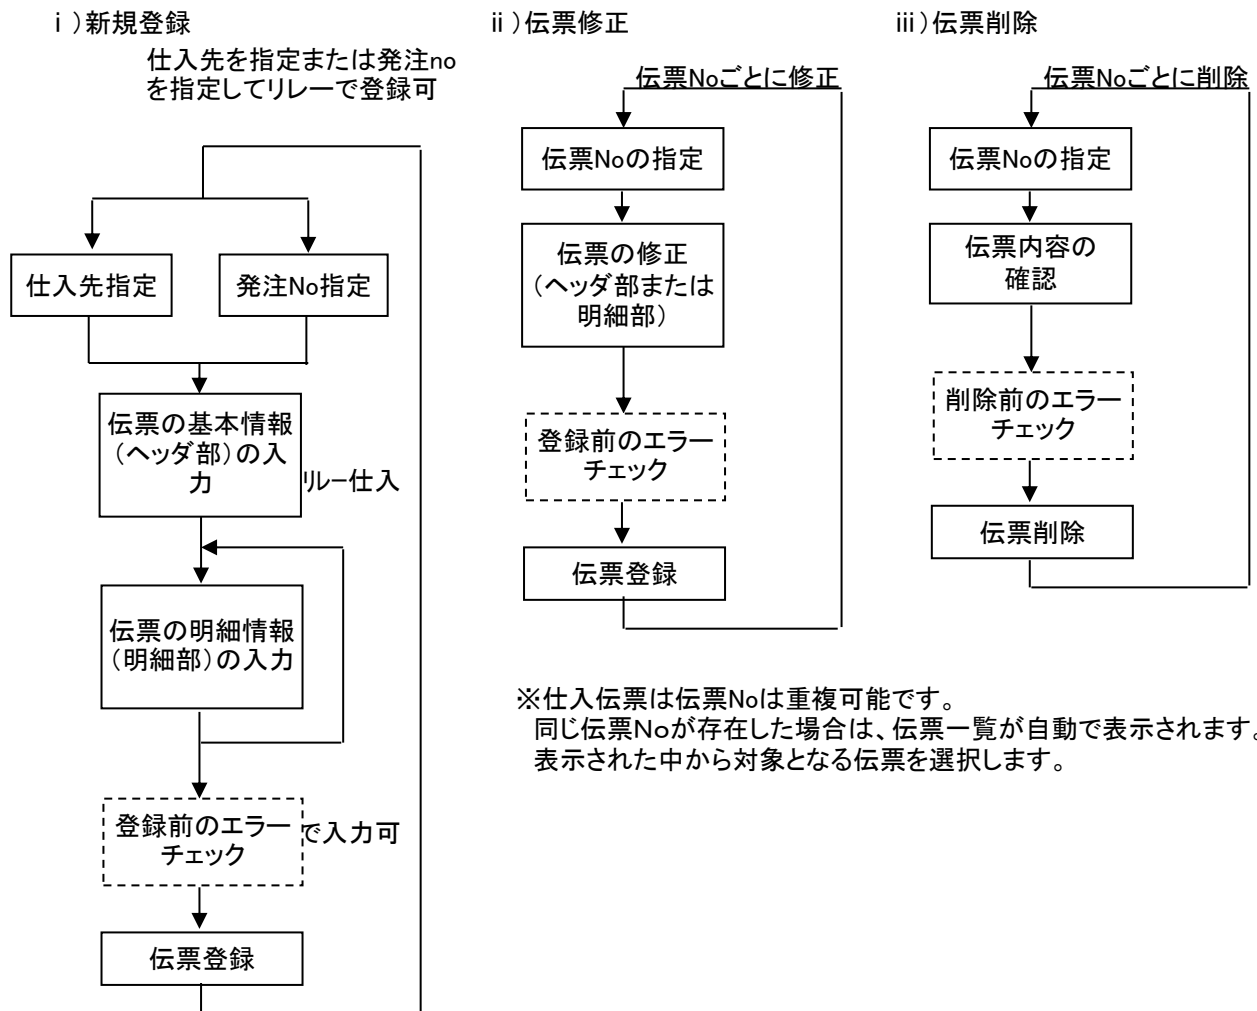 ⅰ）新規登録
仕入先を指定または発注no
を指定してリレーで登録可
仕入先指定
発注No指定
伝票の基本情報
（ヘッダ部）の入
力
リレー仕入
伝票の明細情報
（明細部）の入力
登録前のエラー
チェック
で入力可
伝票登録
ⅱ）伝票修正
伝票Noごとに修正
伝票Noの指定
伝票の修正
（ヘッダ部または
明細部）
登録前のエラー
チェック
伝票登録
ⅲ）伝票削除
伝票Noごとに削除
伝票Noの指定
伝票内容の
確認
削除前のエラー
チェック
伝票削除
※仕入伝票は伝票Noは重複可能です。
同じ伝票Noが存在した場合は、伝票一覧が自動で表示されます。
表示された中から対象となる伝票を選択します。